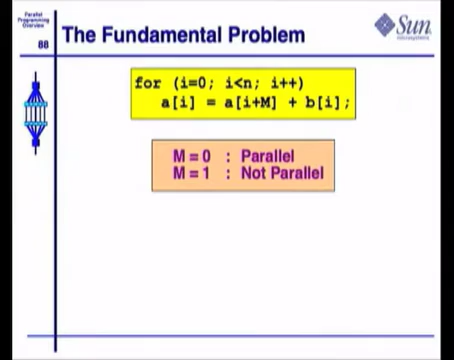 Parallel
Programming
Overview
88
The Fundamental Problem
Sun
microsystems
for (i=0; i<n; i++)
a[i] = a[i+M] + b[i];
M = 0 : Parallel
M = 1 : Not Parallel